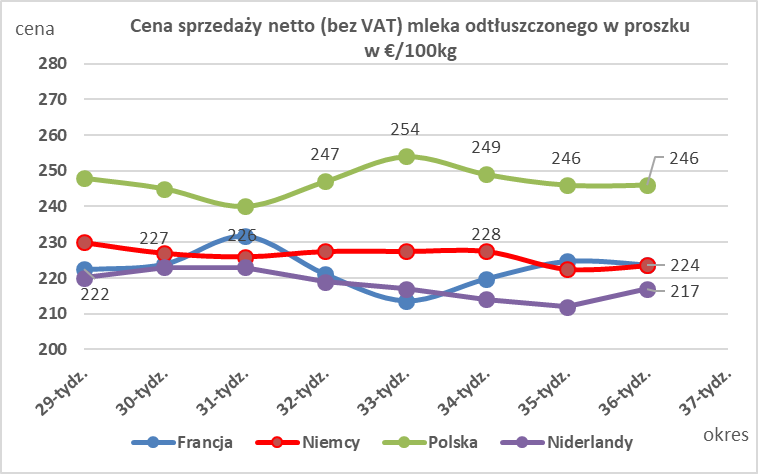 cena
Cena sprzedaży netto (bez VAT) mleka odtłuszczonego w proszku
w €/100kg
280
270
260
250
240
230
220
210
200
254
247
249
246
246
227
226
228
224
222
217
29-tydz.
30-tydz.
31-tydz.
32-tydz.
33-tydz.
34-tydz.
35-tydz.
36-tydz.
37-tydz.
okres
Francja
Niemcy
Polska
Niderlandy